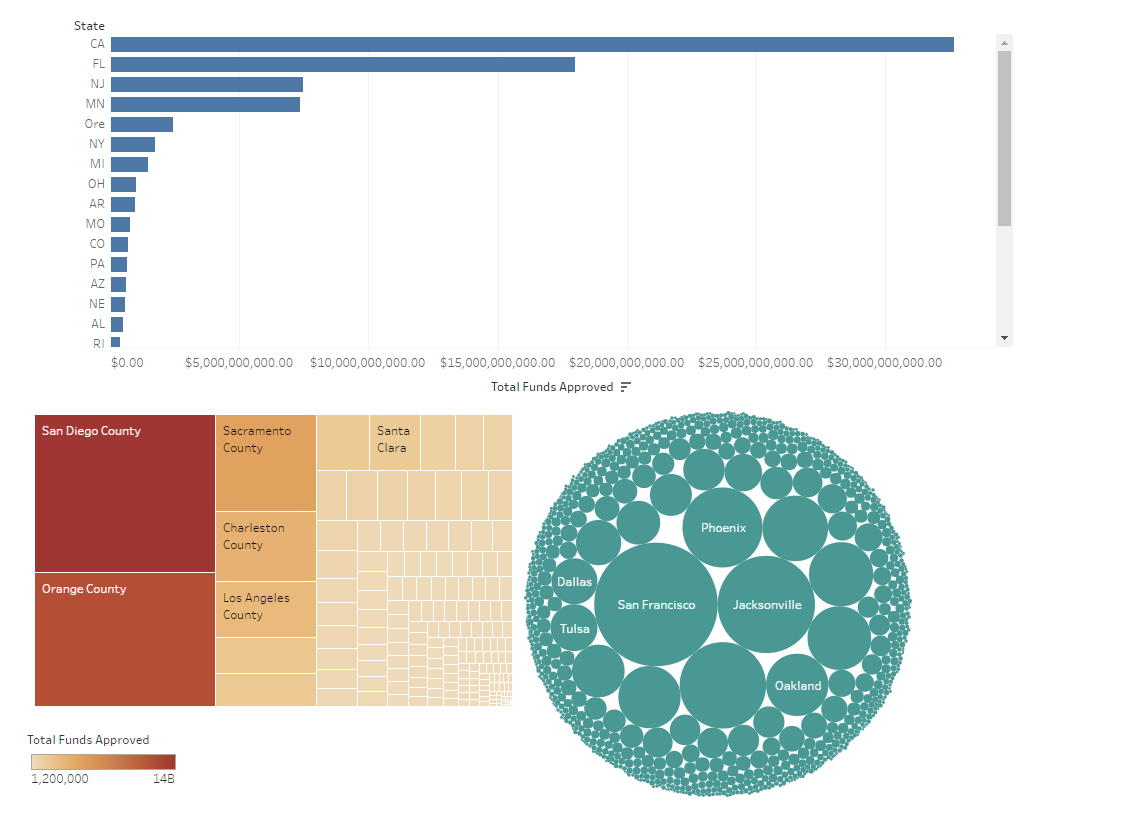 State
CA
FL
NJ
MN
Ore
NY
MI
OH
AR
MO
CO
PA
AZ
NE
AL
RI
$0.00 $5,000,000,000.00 $10,000,000,000.00 $15,000,000,000.00 $20,000,000,000.00 $25,000,000,000.00 $30,000,000,000.00
Total Funds Approved
San Diego County
Orange County
Sacramento
County
Charleston
County
Los Angeles
County
Santa
Clara
Total Funds Approved
1,200,000 14B
Phoenix
Dallas
San Francisco
Jacksonville
Tulsa
Oakland